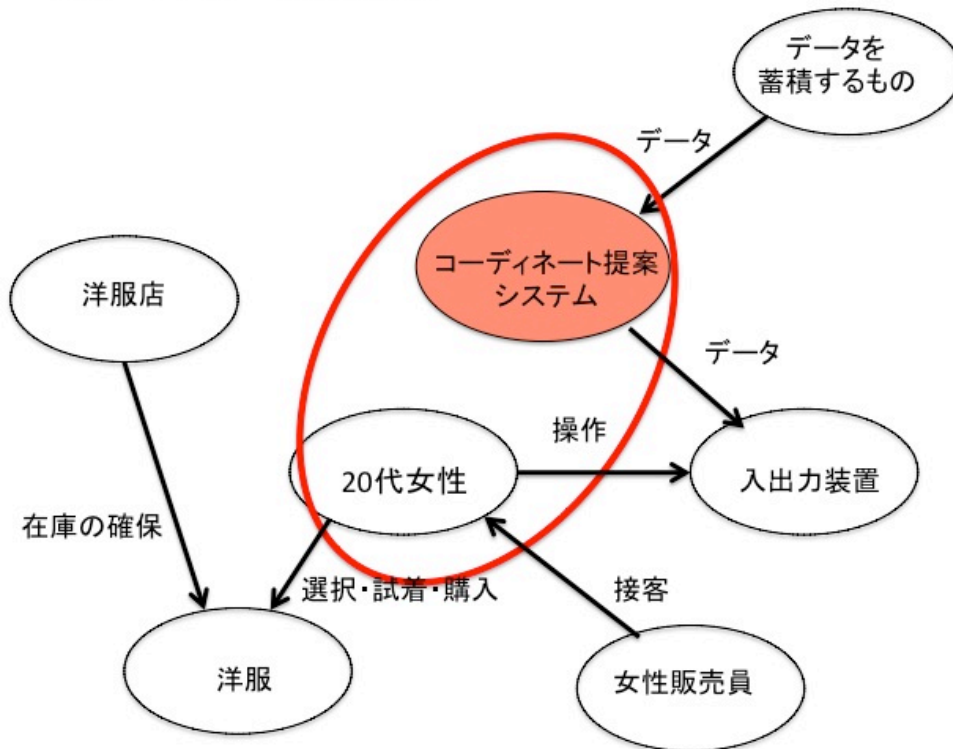 データを
蓄積するもの
データ
コーディネート提案
システム
洋服店
データ
操作
20代女性
入出力装置
在庫の確保
選択・試着・購入
接客
洋服
女性販売員